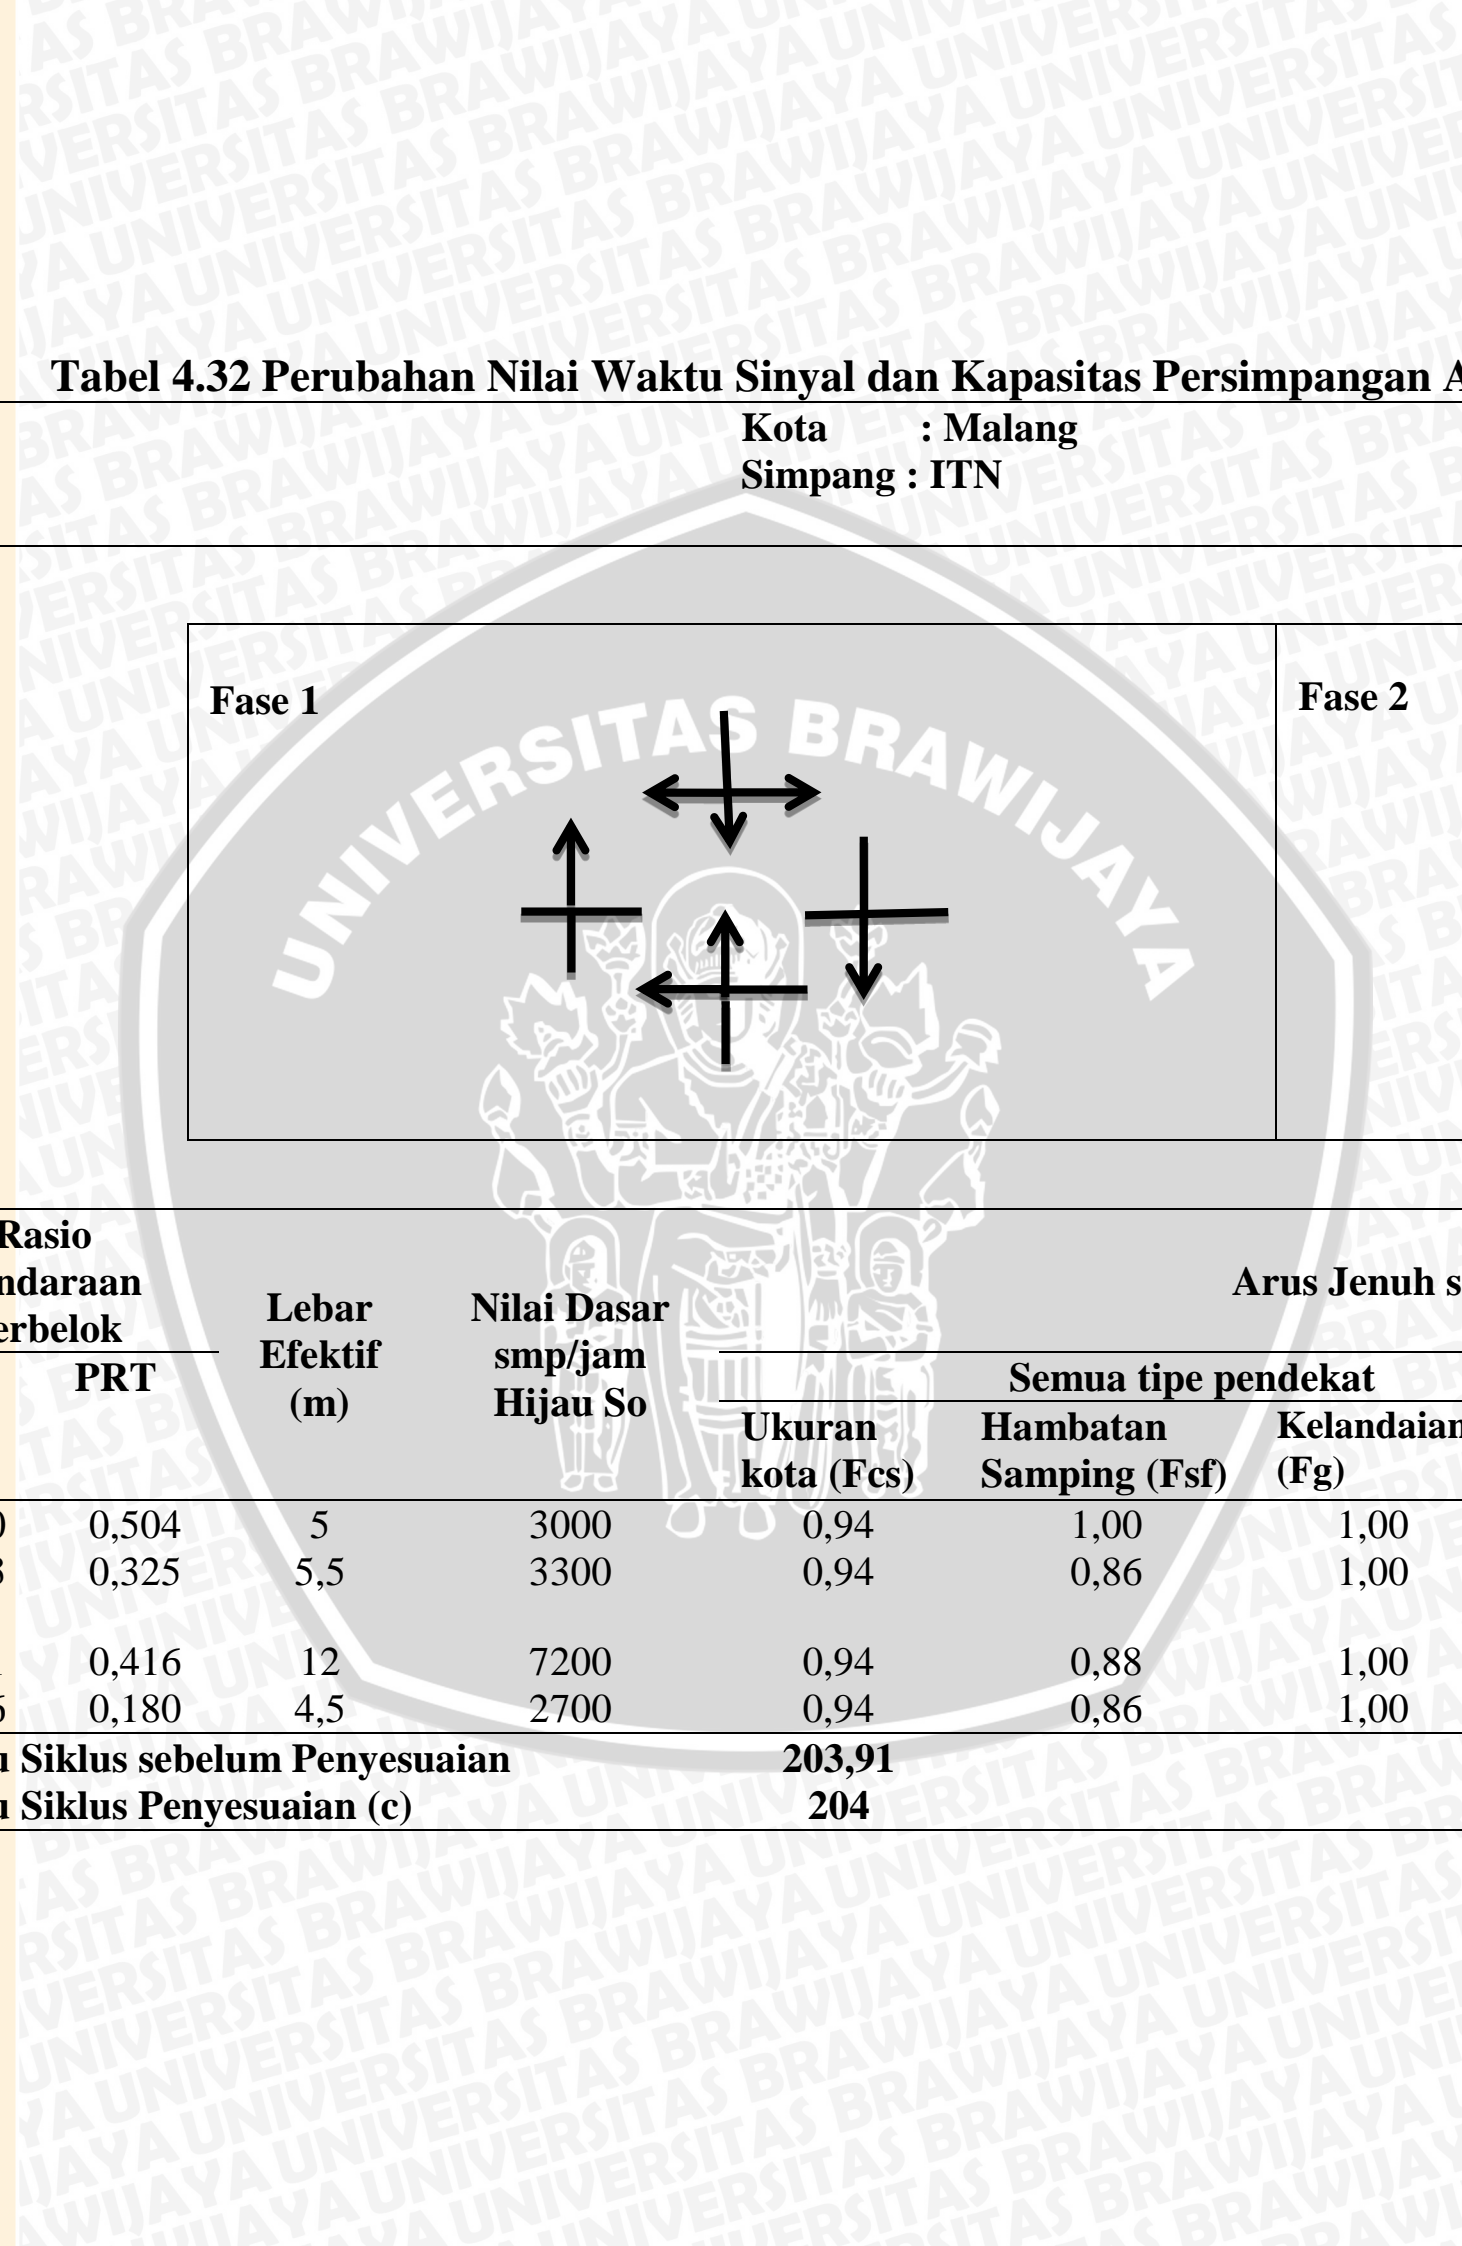 Tabel 4.32 Perubahan Nilai Waktu Sinyal dan Kapasitas Persimpangan
Kota : Malang
Simpang : ITN
Fase 1
Fase 2
UNIVERSITAS BRAWIJAYA
Rasio
ndaraan
erbelok
PRT
Lebar
Efektif
(m)
Nilai Dasar
smp/jam
Hijau So
Arus Jenuh s
Semua tipe pendekat
Ukuran
kota (Fcs)
Hambatan
Samping (Fsf)
Kelandaian
(Fg)
0,504 5 3000 0,94 1,00 1,00
0,325 5,5 3300 0,94 0,86 1,00
0,416 12 7200 0,94 0,88 1,00
0,180 4,5 2700 0,94 0,86 1,00
u Siklus sebelum Penyesuaian 203,91
u Siklus Penyesuaian (c) 204